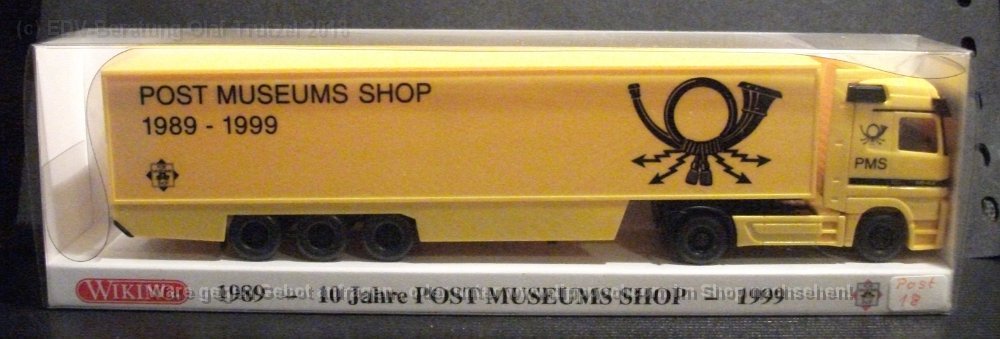 (c) EDV-Beratung Olaf Trutzel 2018
POST MUSEUMS SHOP
1989 - 1999
PMS
WIKING
1989 – 10 Jahre POST MUSEUMS SHOP – 1999
Post
18